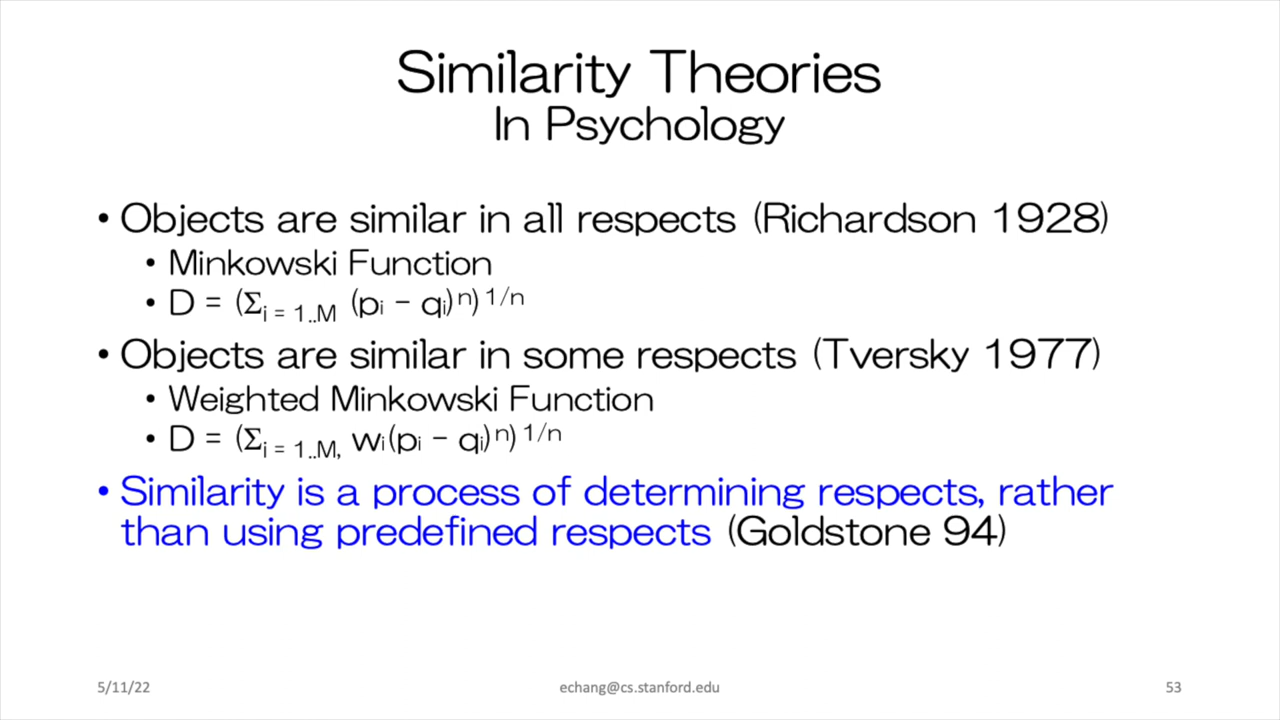 Similarity Theories
In Psychology
• Objects are similar in all respects (Richardson 1928)
• Minkowski Function
• D = (Σi = 1..M (pi - qi)n)1/n
• Objects are similar in some respects (Tversky 1977)
• Weighted Minkowski Function
• D = (Σi = 1..M, wi(pi - qi)n)1/n
• Similarity is a process of determining respects, rather
than using predefined respects (Goldstone 94)
5/11/22
echang@cs.stanford.edu
53